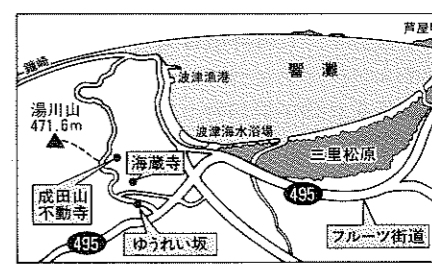 芦屋
鐘崎
波津漁港
響灘
湯川山
471.6m
波津海水浴場
海蔵寺
三里松原
成田山
不動寺
495
ゆうれい坂
495
フルーツ街道